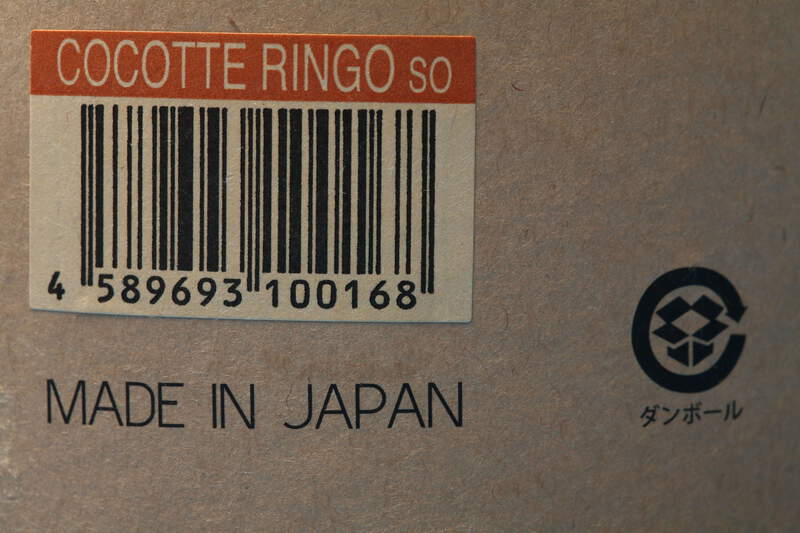 COCOTTE RINGO SO
4 589693 100168
MADE IN JAPAN
ダンボール